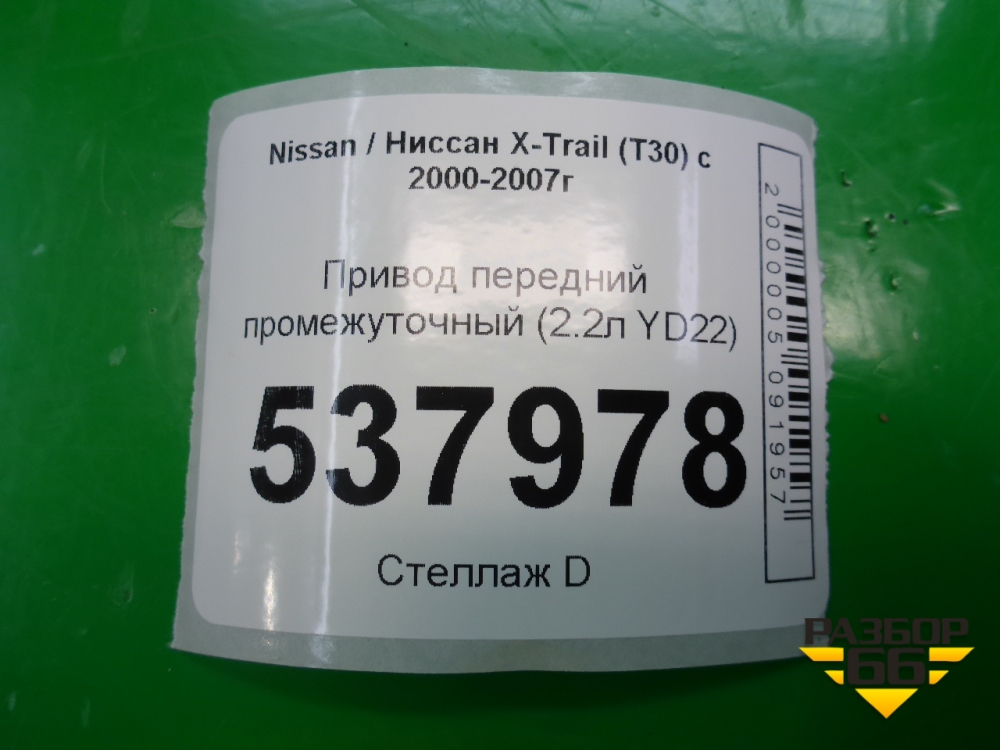 Nissan / Ниссан X-Trail (T30) с
2000-2007г
Привод передний
промежуточный (2.2л YD22)
537978
Стеллаж D
2000005091957
РАЗБОР
66